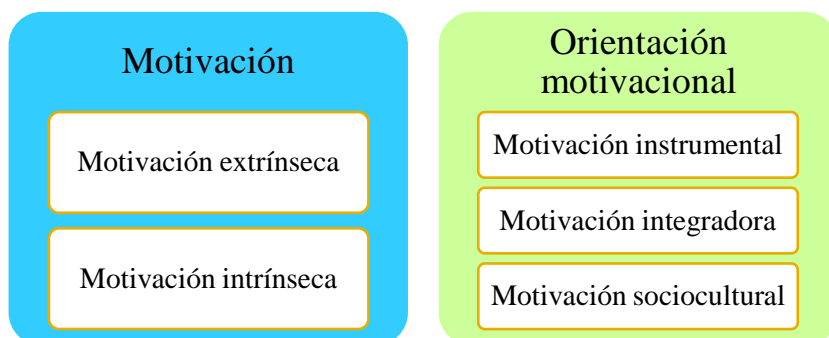 Motivación
Motivación extrínseca
Motivación intrínseca
Orientación
motivacional
Motivación instrumental
Motivación integradora
Motivación sociocultural